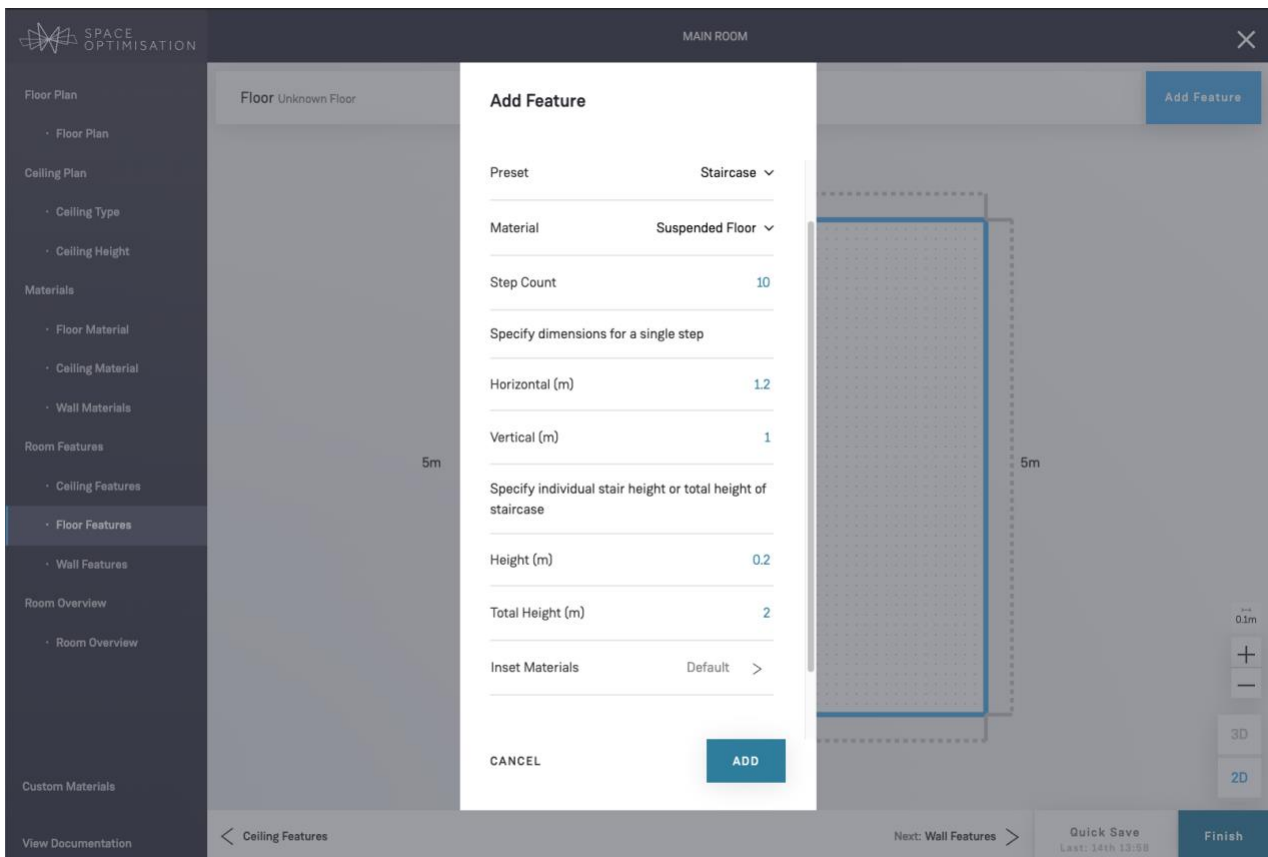 SPACE
OPTIMISATION
MAIN ROOM
Floor Plan
· Floor Plan
Ceiling Plan
· Ceiling Type
· Ceiling Height
Materials
· Floor Material
· Ceiling Material
· Wall Materials
Room Features
· Ceiling Features
· Floor Features
· Wall Features
Room Overview
· Room Overview
Custom Materials
View Documentation
Floor Unknown Floor
Add Feature
5m
Add Feature
Preset Staircase
Material Suspended Floor
Step Count 10
Specify dimensions for a single step
Horizontal (m) 1.2
Vertical (m) 1
Specify individual stair height or total height of
staircase
Height (m) 0.2
Total Height (m) 2
Inset Materials Default >
CANCEL ADD
5m
0.1m
+
−
3D
2D
< Ceiling Features
Next: Wall Features >
Quick Save
Last: 14th 13:58
Finish